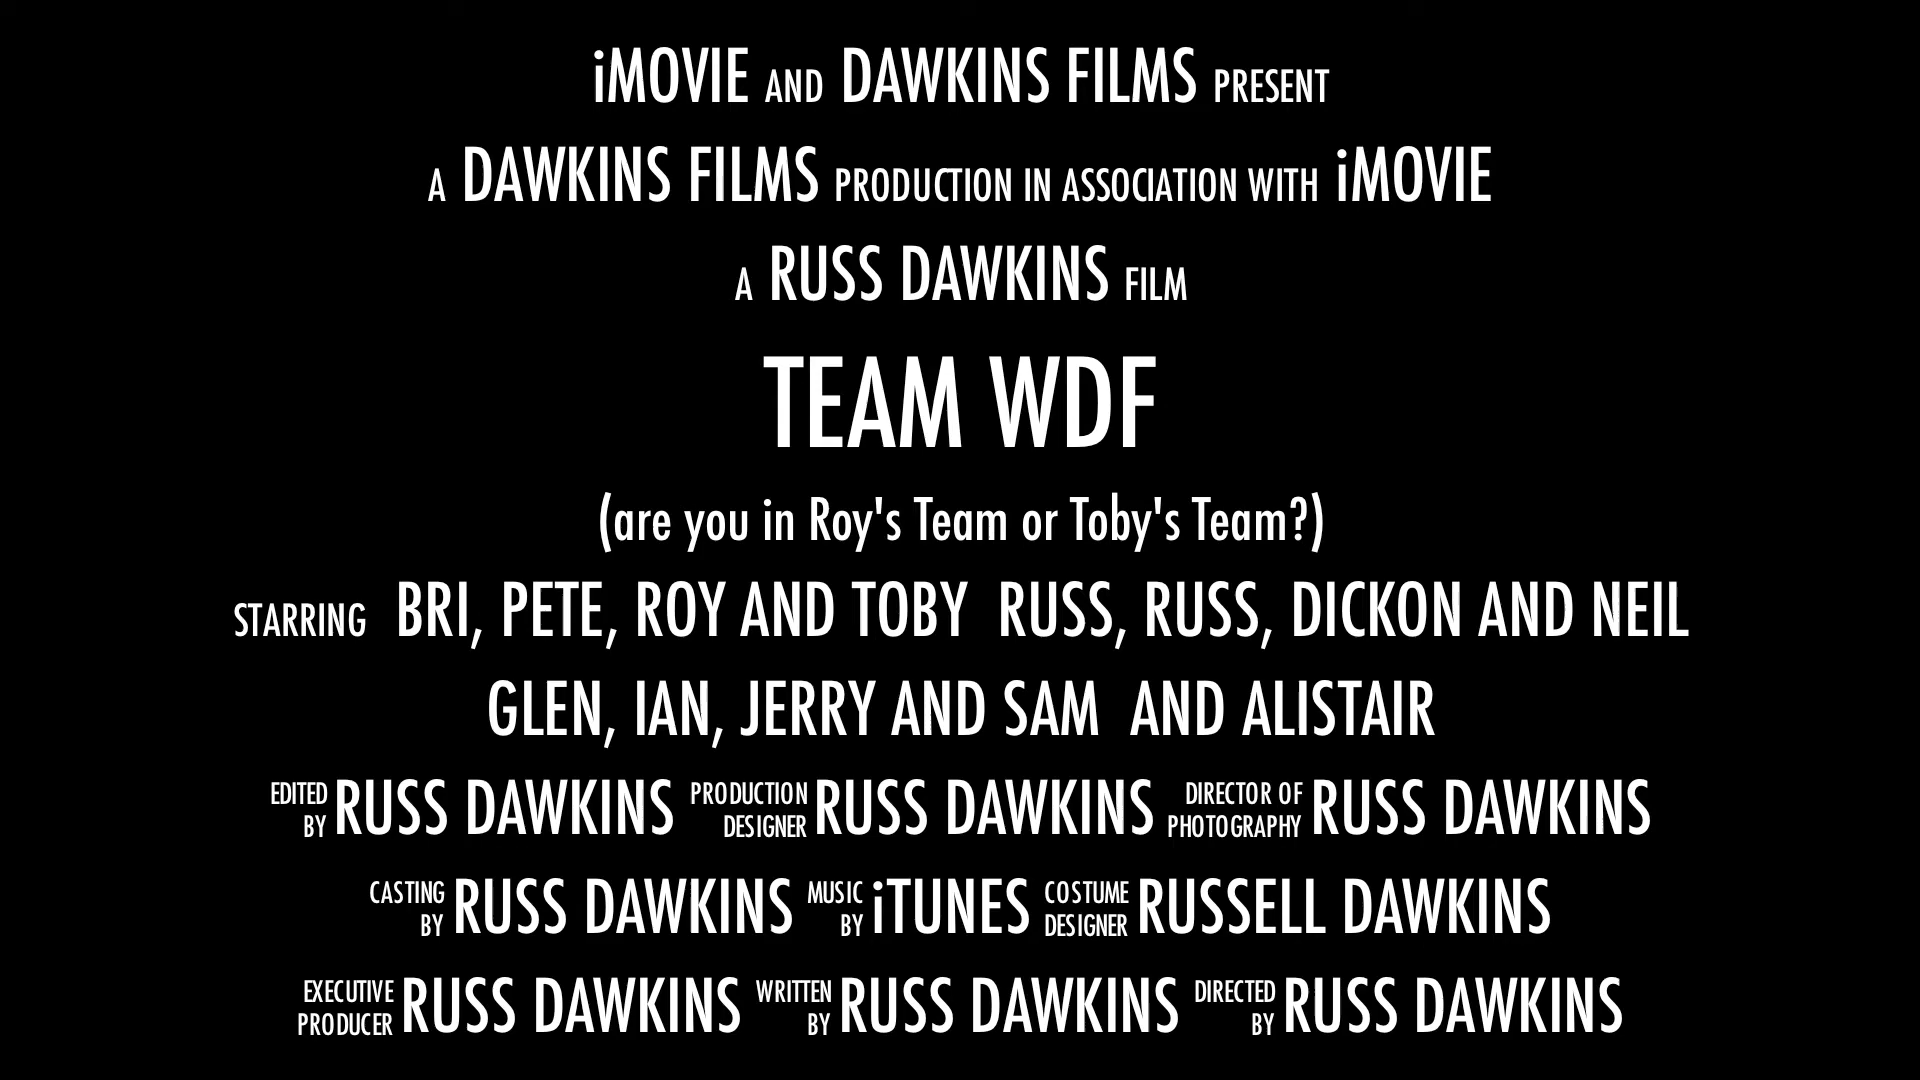 iMOVIE AND DAWKINS FILMS PRESENT
A DAWKINS FILMS PRODUCTION IN ASSOCIATION WITH iMOVIE
A RUSS DAWKINS FILM
TEAM WDF
(are you in Roy's Team or Toby's Team?)
STARRING BRI, PETE, ROY AND TOBY RUSS, RUSS, DICKON AND NEIL
GLEN, IAN, JERRY AND SAM AND ALISTAIR
EDITED BY RUSS DAWKINS PRODUCTION DESIGNER RUSS DAWKINS DIRECTOR OF PHOTOGRAPHY RUSS DAWKINS
CASTING BY RUSS DAWKINS MUSIC BY iTUNES COSTUME DESIGNER RUSSELL DAWKINS
EXECUTIVE PRODUCER RUSS DAWKINS WRITTEN BY RUSS DAWKINS DIRECTED BY RUSS DAWKINS